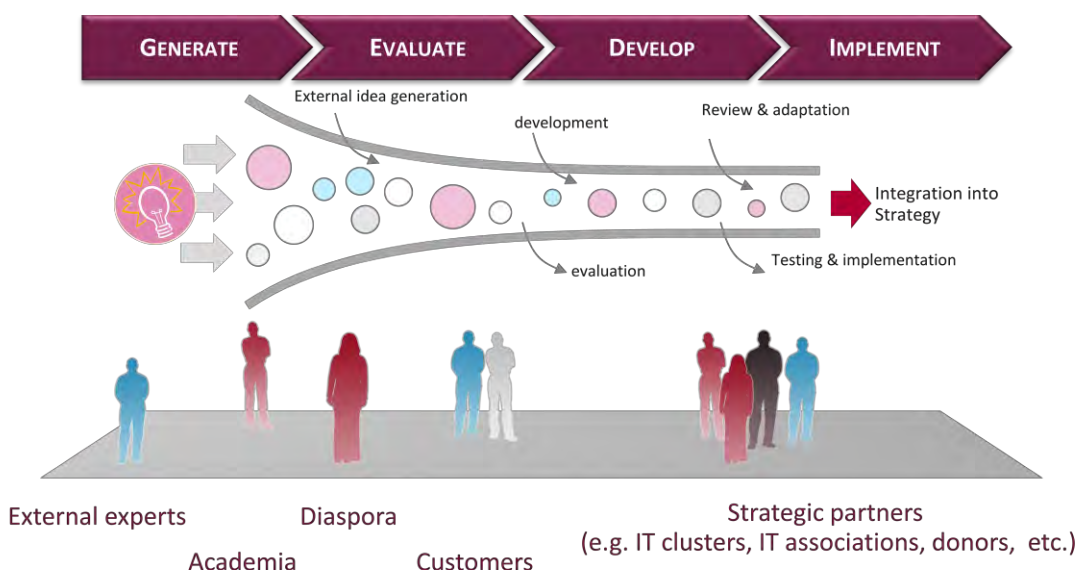 GENERATE
EVALUATE
DEVELOP
IMPLEMENT
External idea generation
development
Review & adaptation
Integration into
Strategy
evaluation
Testing & implementation
External experts
Academia
Diaspora
Customers
Strategic partners
(e.g. IT clusters, IT associations, donors, etc.)